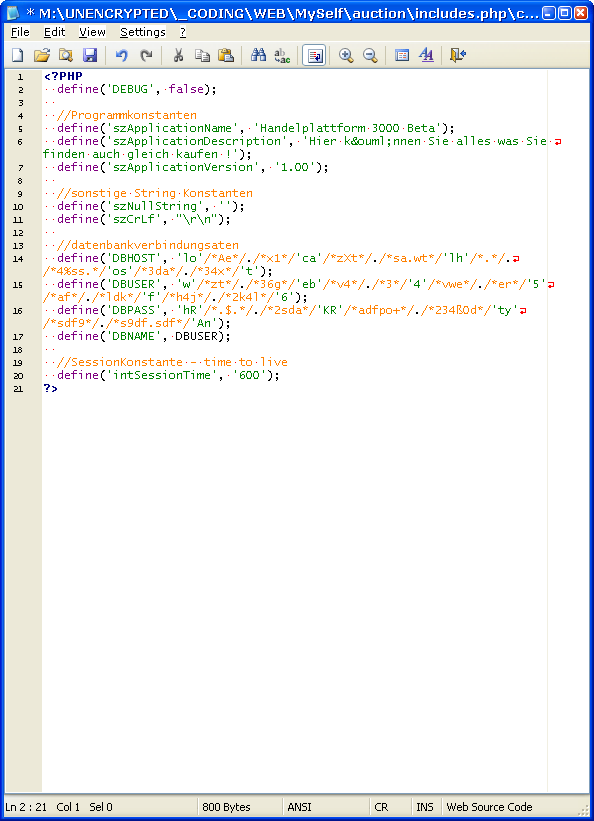 * M:\UNENCRYPTED\_CODING\WEB\MySelf\auction\includes.php\c...
File Edit View Settings ?
1 <?PHP
2 define('DEBUG', false);
3
4 //Programmkonstanten
5 define('szApplicationName', 'Handelplattform 3000 Beta');
6 define('szApplicationDescription', 'Hier k&ouml;nnen Sie alles was Sie
finden auch gleich kaufen !');
7 define('szApplicationVersion', '1.00');
8
9 //sonstige String Konstanten
10 define('szNullString', '');
11 define('szCrLf', "\r\n");
12
13 //datenbankverbindungsaten
14 define('DBHOST', 'lo'/*Ae*/./*x1*/'ca'/*zXt*/./*sa.wt*/'lh'/*.*/.
/*4%ss.*/'os'/*3da*/./*34x*/'t');
15 define('DBUSER', 'w'/*zt*/./*36g*/'eb'/*v4*/./*3*/'4'/*vwe*/./*er*/'5'
/*af*/./*ldk*/'f'/*h4j*/./*2k4l*/'6');
16 define('DBPASS', 'hR'/*.$.*/./*2sda*/'KR'/*adfpo+*/./*234ß0d*/'ty'
/*sdf9*/./*s9df.sdf*/'An');
17 define('DBNAME', DBUSER);
18
19 //SessionKonstante - time to live
20 define('intSessionTime', '600');
21 ?>
Ln 2 : 21 Col 1 Sel 0 800 Bytes ANSI CR INS Web Source Code